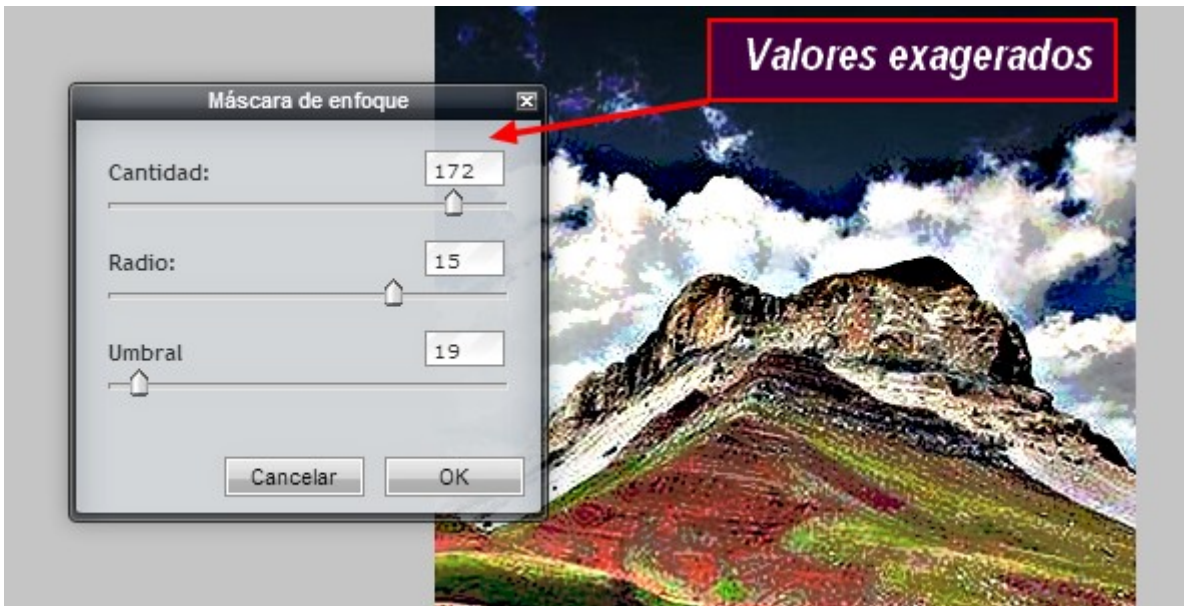 Valores exagerados
Máscara de enfoque
Cantidad: 172
Radio: 15
Umbral 19
Cancelar OK